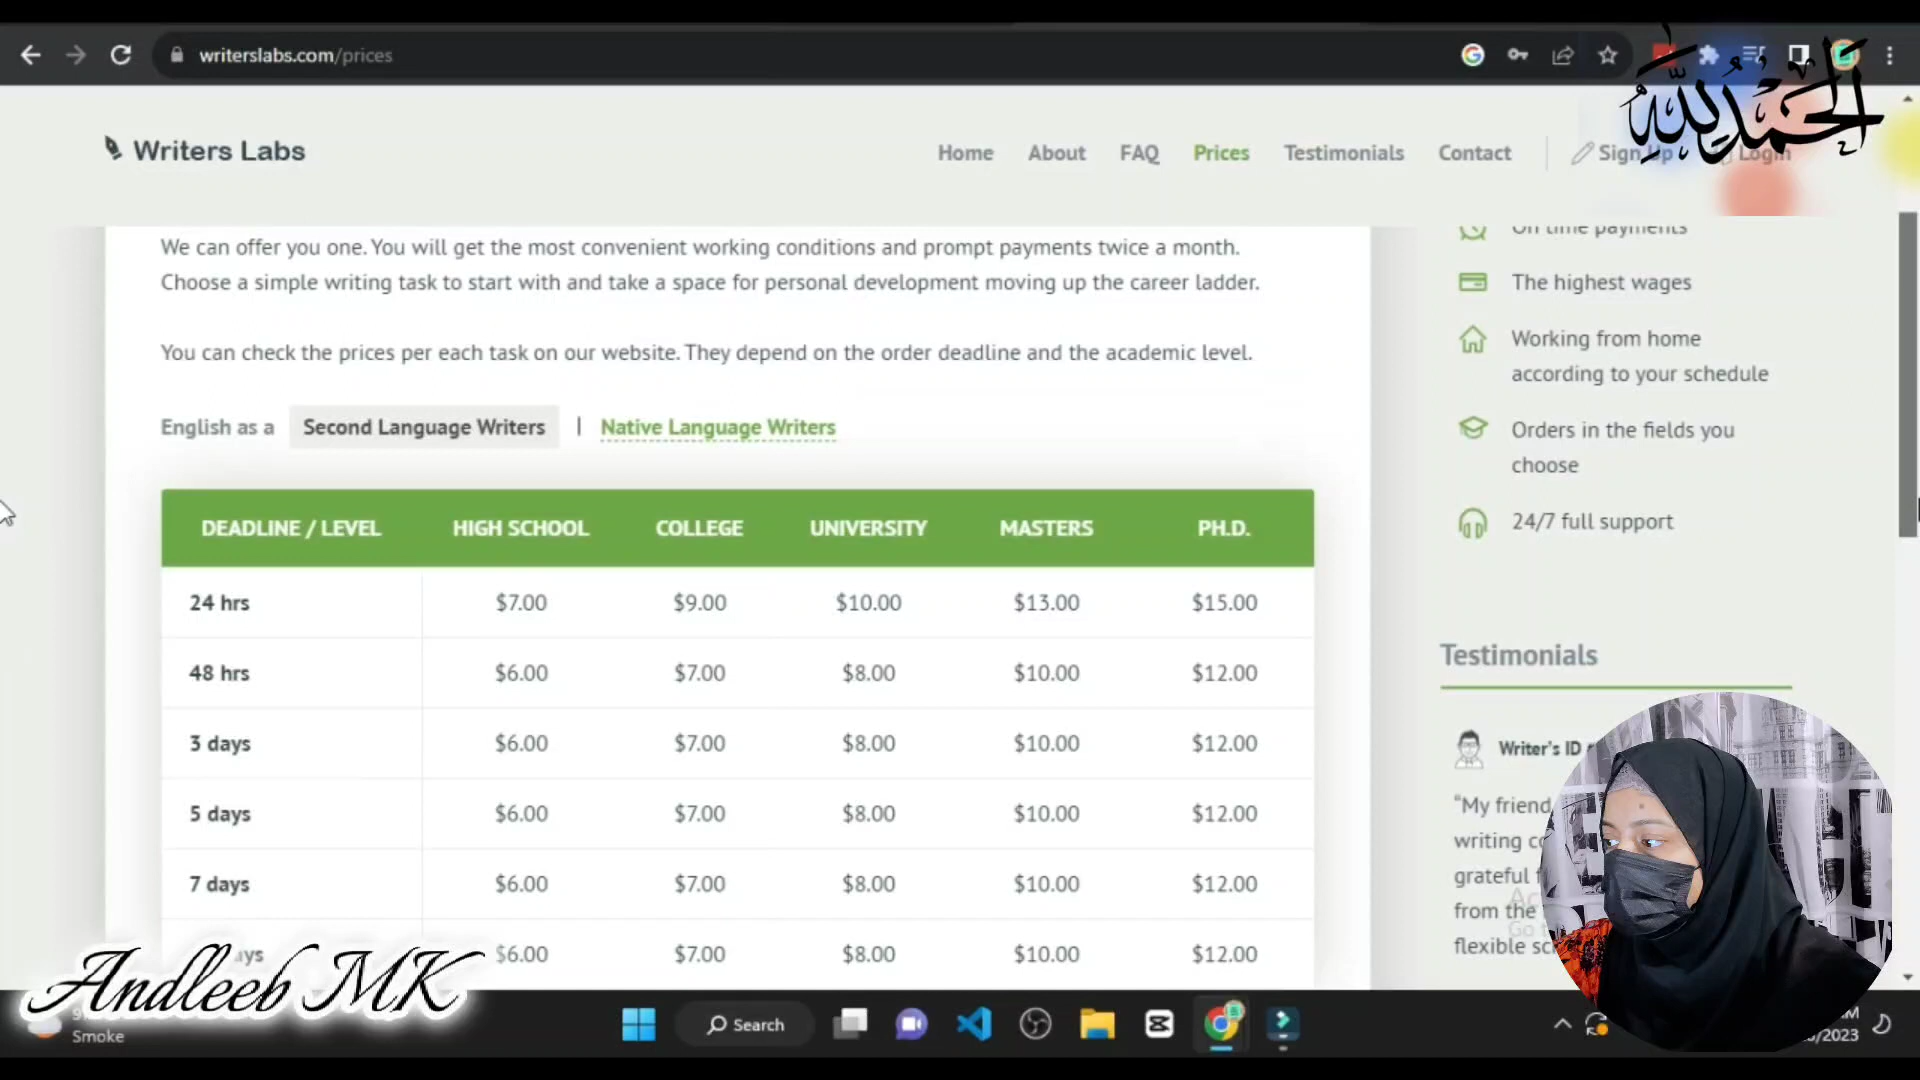 writerslabs.com/prices
Writers Labs
Home About FAQ Prices Testimonials Contact Sign Up Login
الحمد لله
We can offer you one. You will get the most convenient working conditions and prompt payments twice a month.
Choose a simple writing task to start with and take a space for personal development moving up the career ladder.
You can check the prices per each task on our website. They depend on the order deadline and the academic level.
English as a Second Language Writers | Native Language Writers
DEADLINE / LEVEL HIGH SCHOOL COLLEGE UNIVERSITY MASTERS PH.D.
24 hrs $7.00 $9.00 $10.00 $13.00 $15.00
48 hrs $6.00 $7.00 $8.00 $10.00 $12.00
3 days $6.00 $7.00 $8.00 $10.00 $12.00
5 days $6.00 $7.00 $8.00 $10.00 $12.00
7 days $6.00 $7.00 $8.00 $10.00 $12.00
$6.00 $7.00 $8.00 $10.00 $12.00
On time payments
The highest wages
Working from home
according to your schedule
Orders in the fields you
choose
24/7 full support
Testimonials
Writer's ID
“My friend
writing
grateful
from the
flexible
Andleeb MK
Smoke
Search
/2023